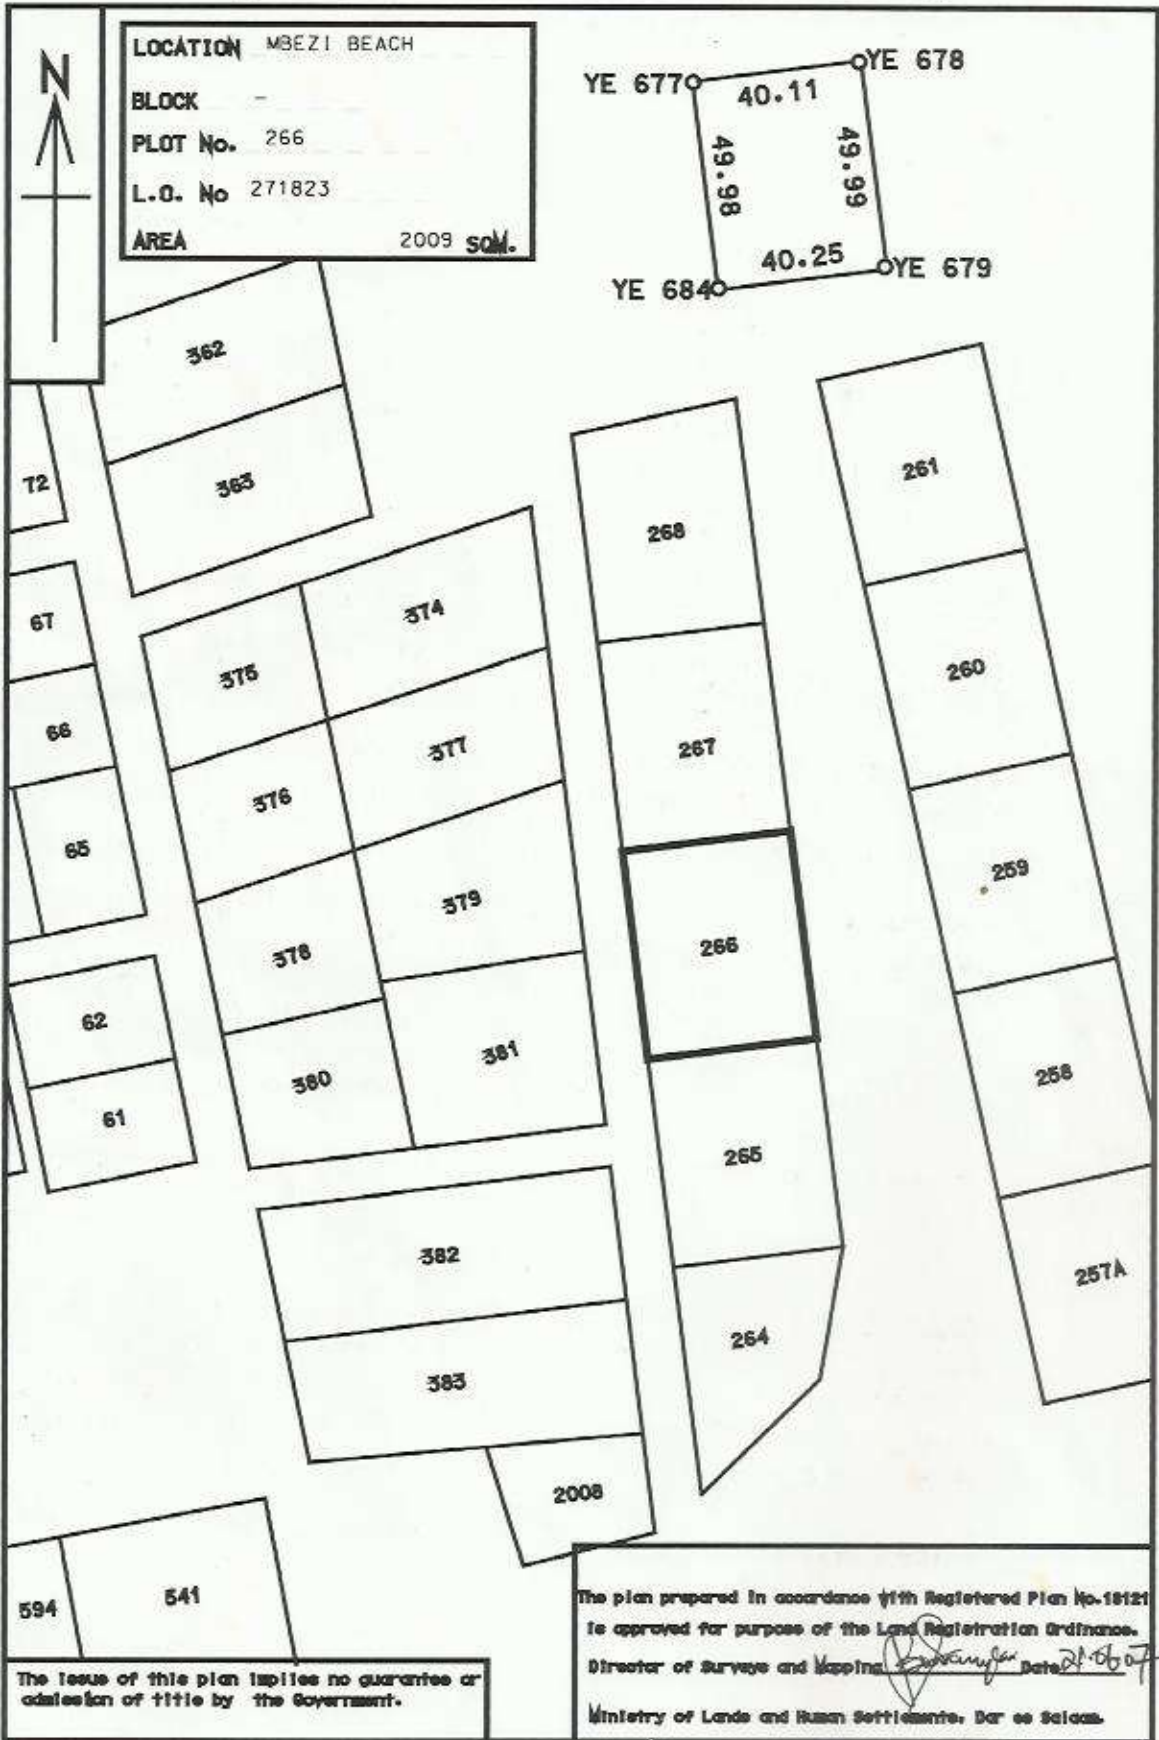 N
LOCATION MBEZI BEACH
BLOCK -
PLOT No. 266
L.O. No 271823
AREA 2009 SQM.
YE 677
YE 678
40.11
49.98
49.99
40.25
YE 684
YE 679
362
363
72
67
66
65
62
61
375
374
376
377
378
379
380
381
382
383
2008
268
267
266
265
264
261
260
259
258
257A
594
541
The issue of this plan implies no guarantee or
admission of title by the Government.
The plan prepared in accordance with Registered Plan No.18121
is approved for purpose of the Land Registration Ordinance.
Director of Surveys and Mapping Date 21.06.07
Ministry of Lands and Human Settlements. Dar es Salaam.